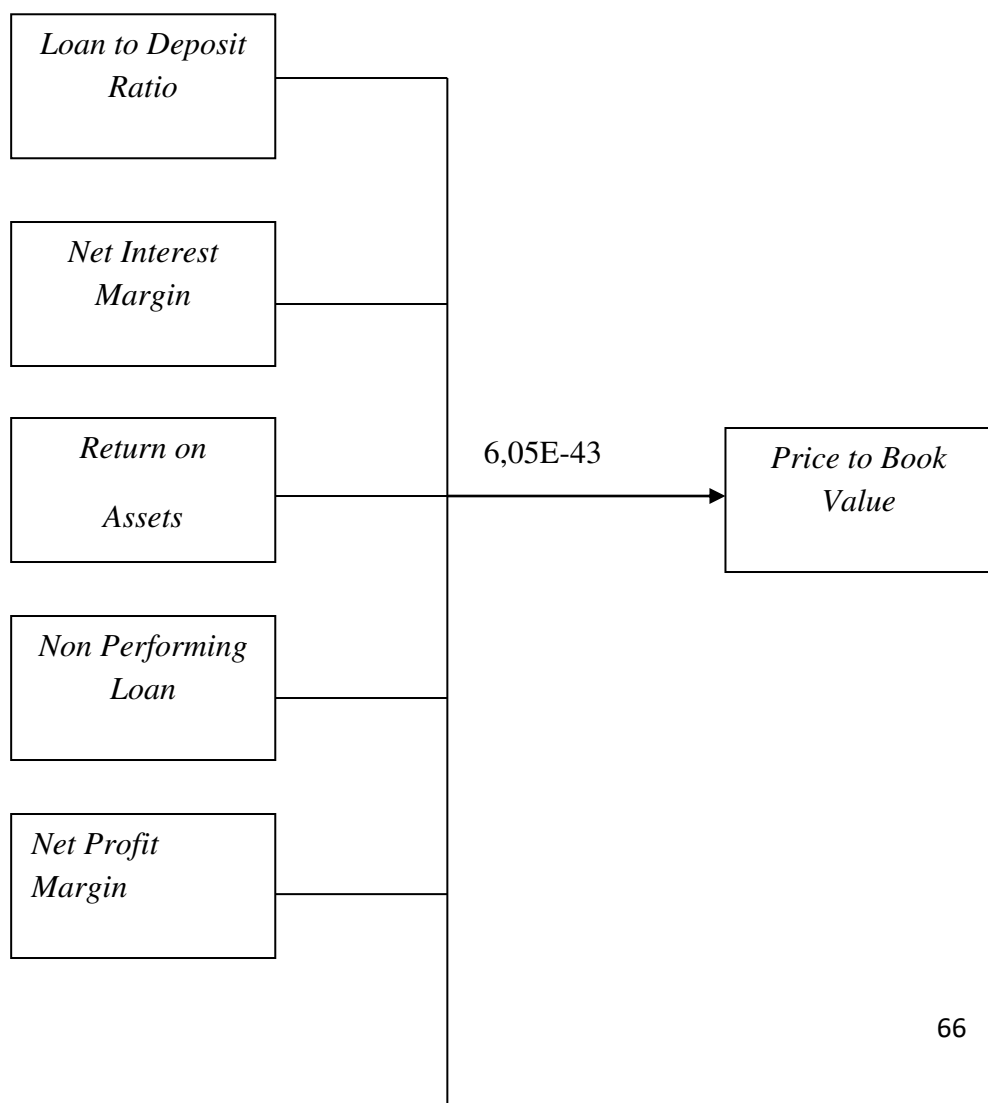 Loan to Deposit
Ratio
Net Interest
Margin
Return on
Assets
6,05E-43
Price to Book
Value
Non Performing
Loan
Net Profit
Margin
66